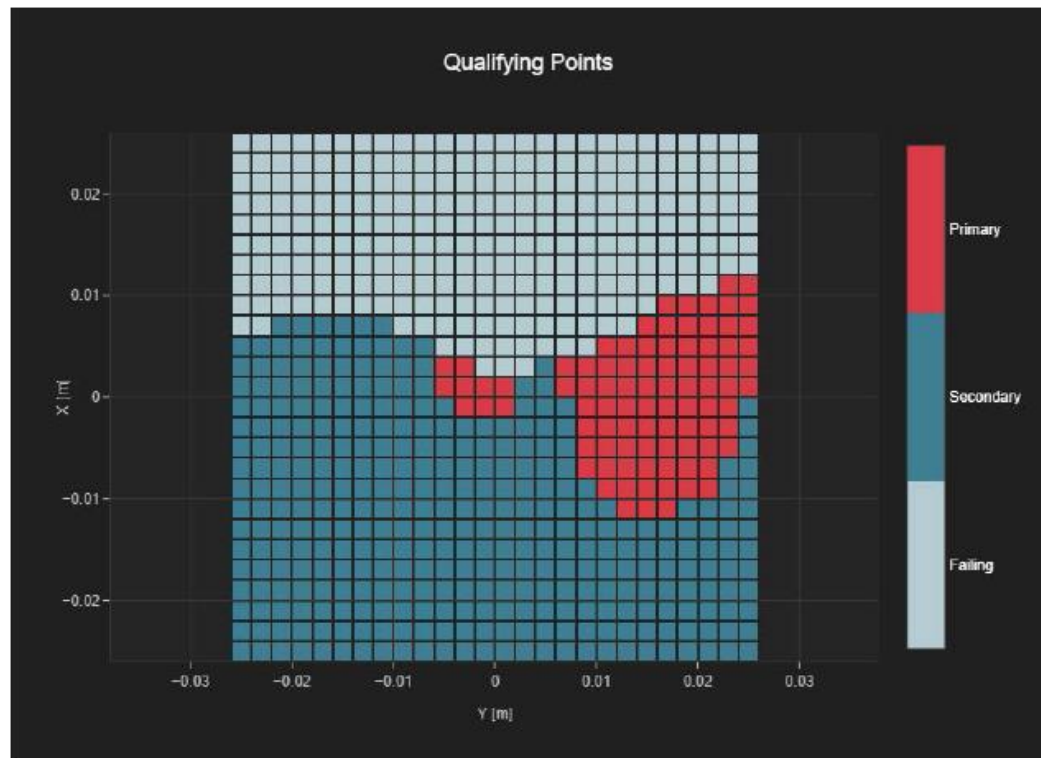 Qualifying Points
0.02
0.01
0
−0.01
−0.02
X [m]
−0.03
−0.02
−0.01
0
0.01
0.02
0.03
Y [m]
Primary
Secondary
Failing